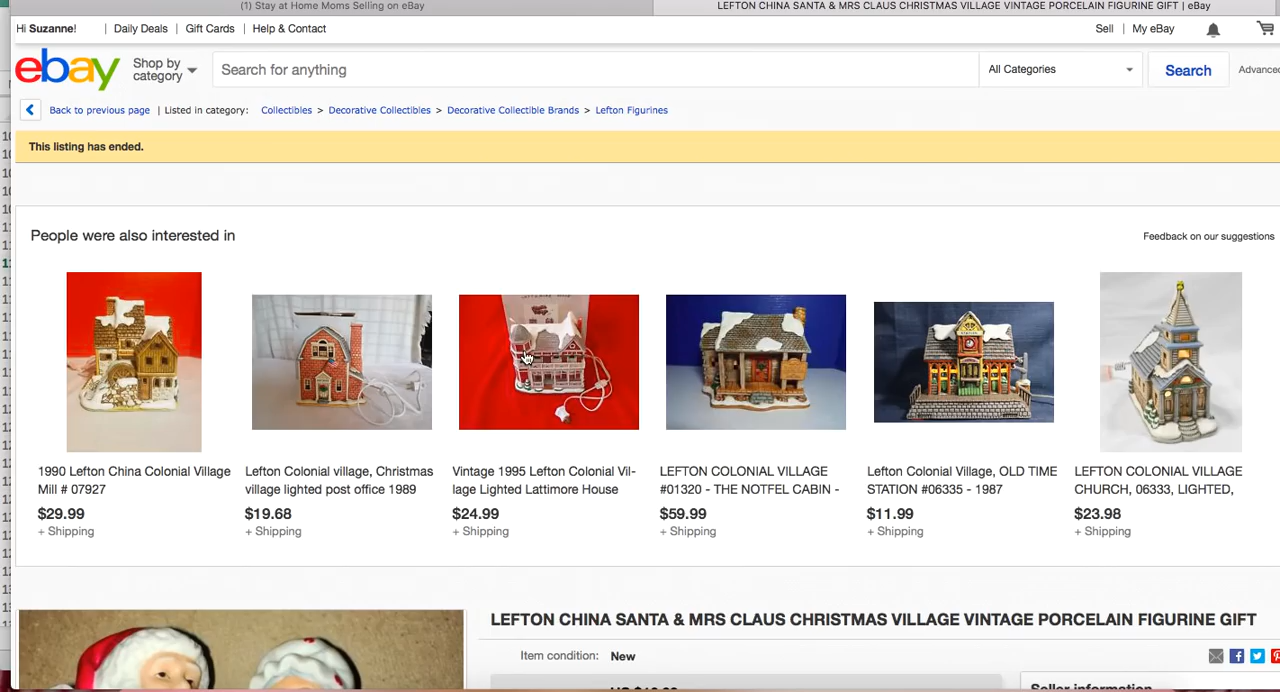 (1) Stay at Home Moms Selling on eBay
LEFTON CHINA SANTA & MRS CLAUS CHRISTMAS VILLAGE VINTAGE PORCELAIN FIGURINE GIFT | eBay
Hi Suzanne! | Daily Deals | Gift Cards | Help & Contact
Sell | My eBay
ebay
Shop by
category
Search for anything
All Categories
Search
Advanced
Back to previous page | Listed in category: Collectibles > Decorative Collectibles > Decorative Collectible Brands > Lefton Figurines
This listing has ended.
People were also interested in
Feedback on our suggestions
1990 Lefton China Colonial Village
Mill # 07927
$29.99
+ Shipping
Lefton Colonial village, Christmas
village lighted post office 1989
$19.68
+ Shipping
Vintage 1995 Lefton Colonial Vil-
lage Lighted Lattimore House
$24.99
+ Shipping
LEFTON COLONIAL VILLAGE
#01320 - THE NOTFEL CABIN -
$59.99
+ Shipping
Lefton Colonial Village, OLD TIME
STATION #06335 - 1987
$11.99
+ Shipping
LEFTON COLONIAL VILLAGE
CHURCH, 06333, LIGHTED,
$23.98
+ Shipping
LEFTON CHINA SANTA & MRS CLAUS CHRISTMAS VILLAGE VINTAGE PORCELAIN FIGURINE GIFT
Item condition: New
Seller information